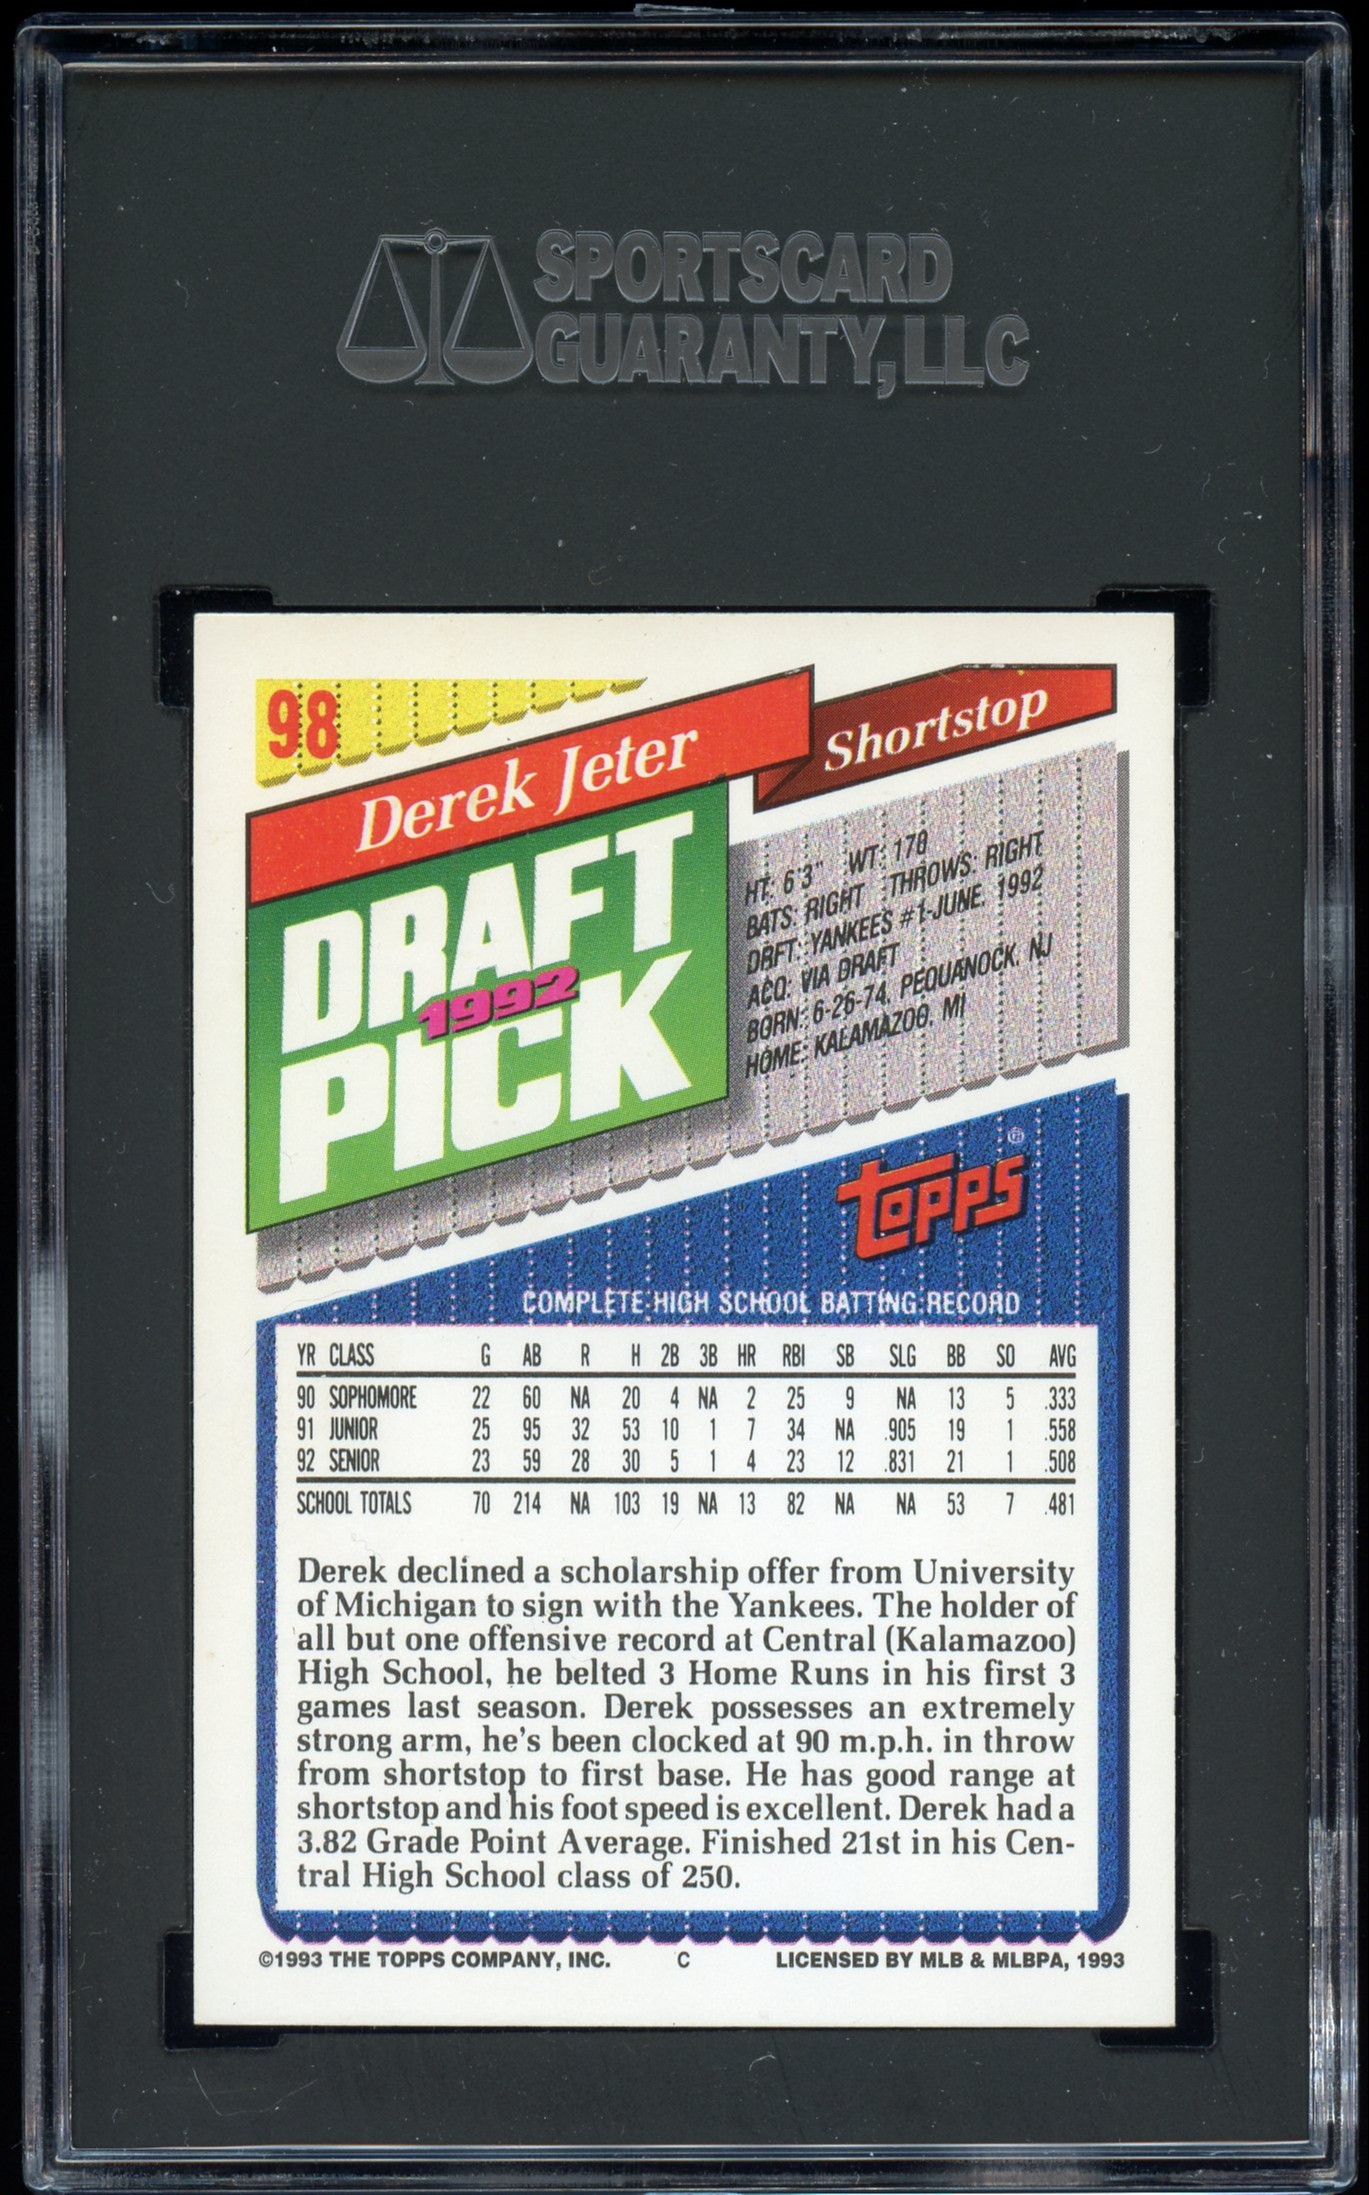 SPORTSCARD
GUARANTY, LLC
98
Derek Jeter
Shortstop
DRAFT
1992
PICK
HT: 6'3" WT: 178
BATS: RIGHT THROWS: RIGHT
DRFT: YANKEES #1-JUNE, 1992
ACQ: VIA DRAFT
BORN: 6-26-74, PEQUANOCK, NJ
HOME: KALAMAZOO, MI
TOPPS®
COMPLETE HIGH SCHOOL BATTING RECORD
YR CLASS G AB R H 2B 3B HR RBI SB SLG BB SO AVG
90 SOPHOMORE 22 60 NA 20 4 NA 2 25 9 NA 13 5 .333
91 JUNIOR 25 95 32 53 10 1 7 34 NA .905 19 1 .558
92 SENIOR 23 59 28 30 5 1 4 23 12 .831 21 1 .508
SCHOOL TOTALS 70 214 NA 103 19 NA 13 82 NA NA 53 7 .481
Derek declined a scholarship offer from University
of Michigan to sign with the Yankees. The holder of
all but one offensive record at Central (Kalamazoo)
High School, he belted 3 Home Runs in his first 3
games last season. Derek possesses an extremely
strong arm, he's been clocked at 90 m.p.h. in throw
from shortstop to first base. He has good range at
shortstop and his foot speed is excellent. Derek had a
3.82 Grade Point Average. Finished 21st in his Cen-
tral High School class of 250.
©1993 THE TOPPS COMPANY, INC. C LICENSED BY MLB & MLBPA, 1993